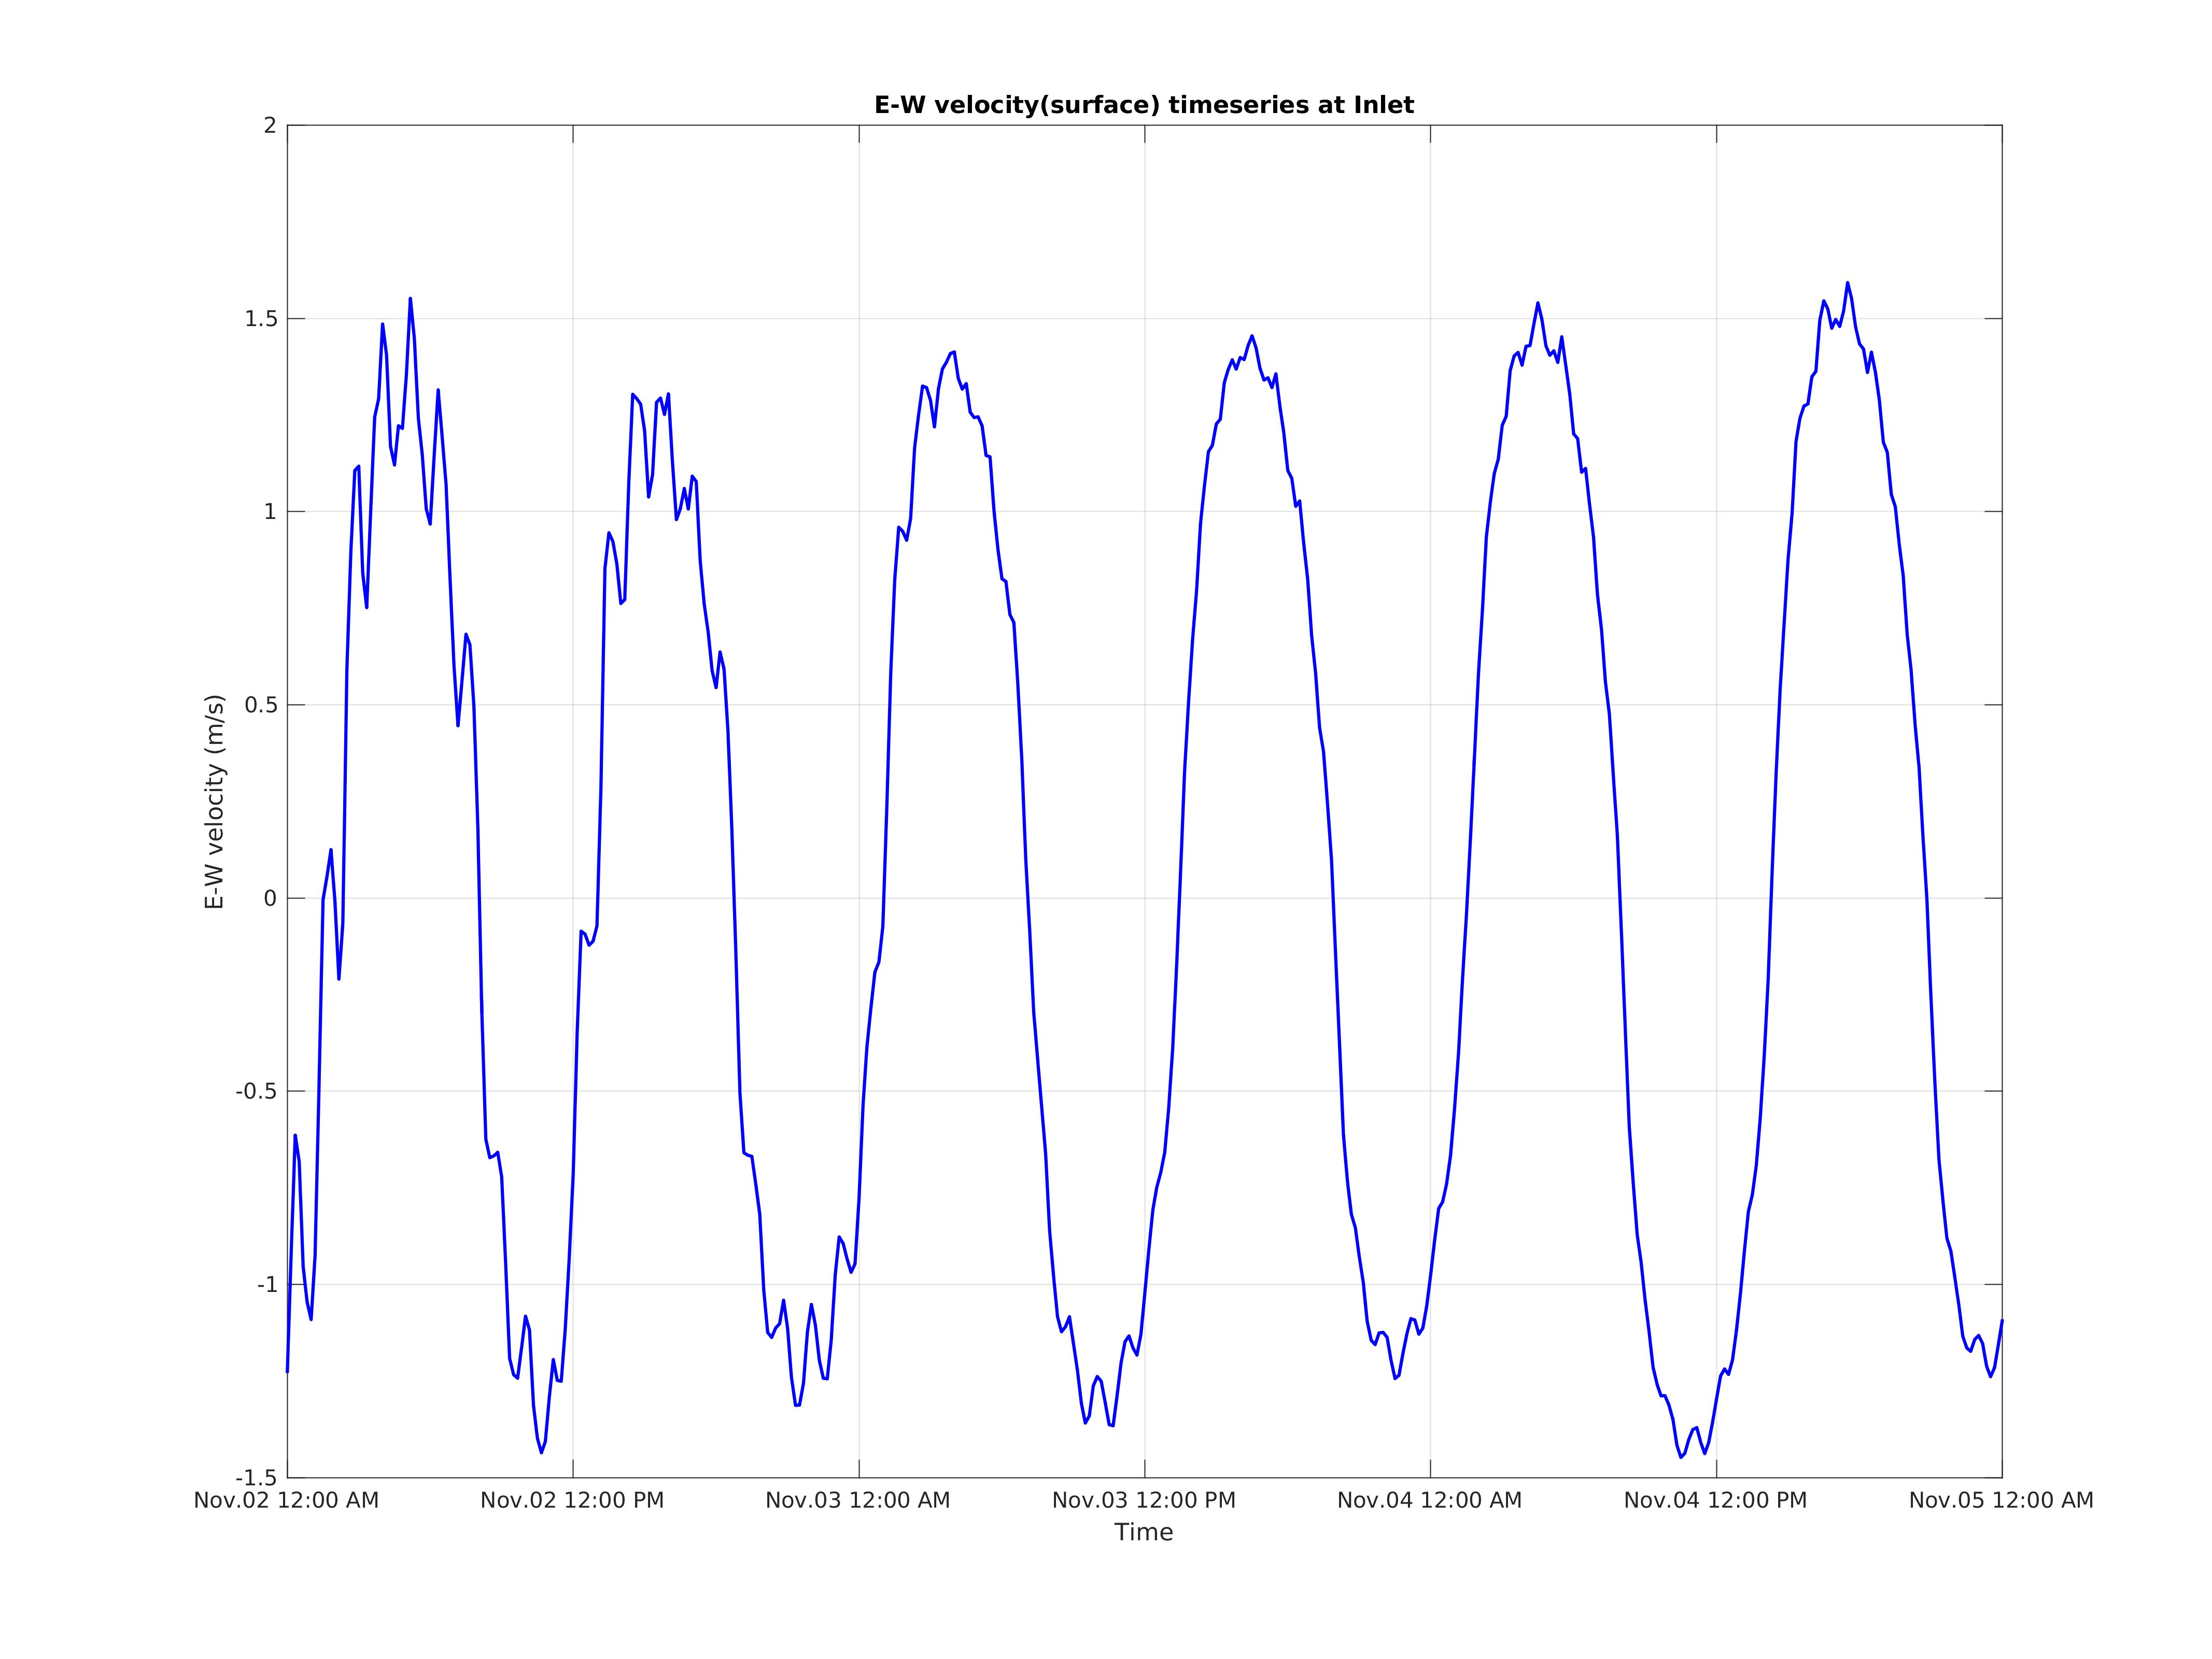 E-W velocity(surface) timeseries at Inlet
2
1.5
1
0.5
0
-0.5
-1
-1.5
E-W velocity (m/s)
Nov.02 12:00 AM Nov.02 12:00 PM Nov.03 12:00 AM Nov.03 12:00 PM Nov.04 12:00 AM Nov.04 12:00 PM Nov.05 12:00 AM
Time